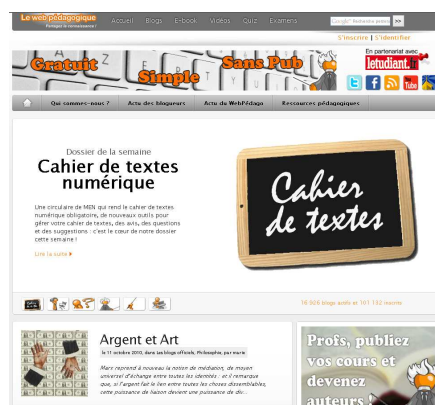 Le web pédagogique
Partagez la connaissance !
Accueil Blogs E-book Vidéos Quiz Examens
Google >>
S'inscrire | S'identifier
En partenariat avec
letudiant.fr
Gratuit
Simple
Sans Pub
Qui sommes-nous ? Actu des blogueurs Actu du WebPédago Ressources pédagogiques
Dossier de la semaine
Cahier de textes
numérique
Une circulaire de MEN qui rend le cahier de textes
numérique obligatoire, de nouveaux outils pour
gérer votre cahier de textes, des avis, des questions
et des suggestions : c'est le cœur de notre dossier
cette semaine !
Lire la suite
Cahier
de textes
16 926 blogs actifs et 101 102 inscrits
Argent et Art
le 11 octobre 2010, dans Les blogs officiels, Philosophie, par marie
Marx reprend à nouveau la notion de médiation, de moyen
universel d'échange entre toutes les identités : et il remarque
que, si l'argent fait le lien entre toutes les choses dissemblables,
cette puissance de liaison devient une puissance de div...
Profs, publiez
vos cours et
devenez
auteurs !